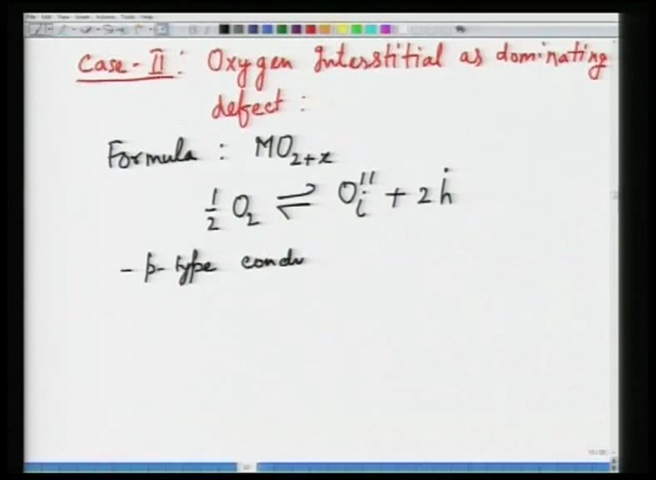 Case-II : Oxygen Interstitial as dominating
defect :
Formula : MO2+x
1/2 O2 ⇌ Oi'' + 2h•
- p-type condu